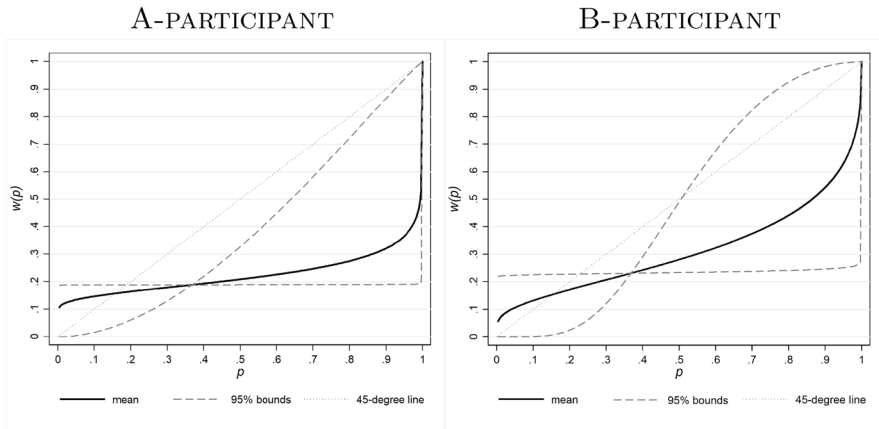 A-PARTICIPANT
1
.9
.8
.7
.6
.5
.4
.3
.2
.1
0
w(p)
0 .1 .2 .3 .4 .5 .6 .7 .8 .9 1
p
mean 95% bounds 45-degree line
B-PARTICIPANT
1
.9
.8
.7
.6
.5
.4
.3
.2
.1
0
w(p)
0 .1 .2 .3 .4 .5 .6 .7 .8 .9 1
p
mean 95% bounds 45-degree line